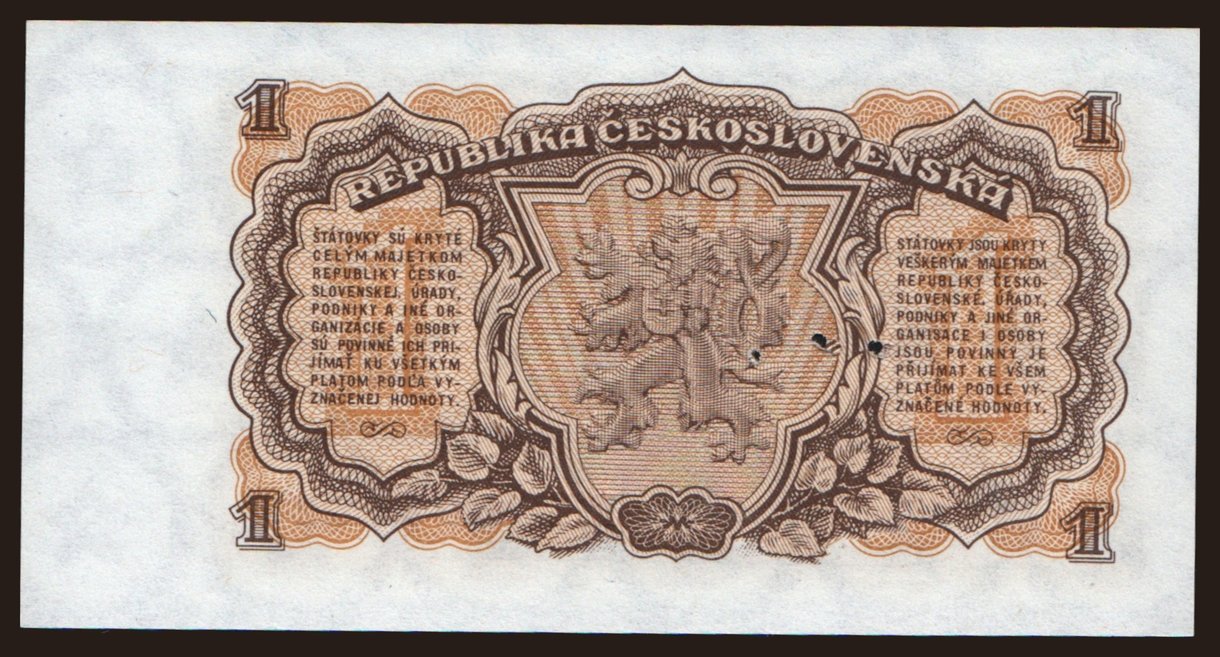 1
1
REPUBLIKA ČESKOSLOVENSKÁ
ŠTÁTOVKY SÚ KRYTÉ
CELÝM MAJETKOM
REPUBLIKY ČESKO-
SLOVENSKEJ. ÚRADY,
PODNIKY A INÉ OR-
GANIZÁCIE A OSOBY
SÚ POVINNÉ ICH PRI-
JÍMAŤ KU VŠETKÝM
PLATOM PODĽA VY-
ZNAČENEJ HODNOTY.
STÁTOVKY JSOU KRYTY
VEŠKERÝM MAJETKEM
REPUBLIKY ČESKO-
SLOVENSKÉ. ÚŘADY,
PODNIKY A JINÉ OR-
GANISACE I OSOBY
JSOU POVINNY JE
PŘIJÍMAT KE VŠEM
PLATŮM PODLE VY-
ZNAČENÉ HODNOTY.
1
1